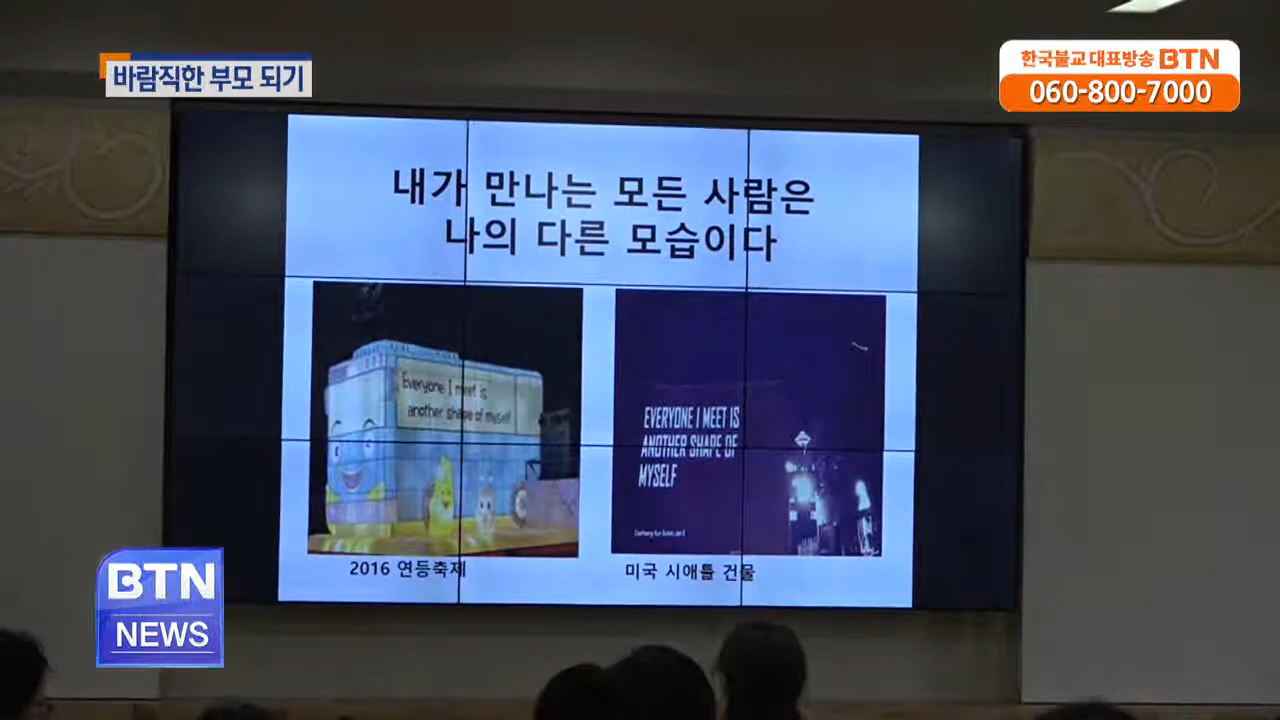 바람직한 부모 되기
한국불교 대표방송 BTN
060-800-7000
내가 만나는 모든 사람은
나의 다른 모습이다
Everyone I meet is
another shape of myself
EVERYONE I MEET IS
ANOTHER SHAPE OF
MYSELF
2016 연등축제
미국 시애틀 건물
BTN
NEWS